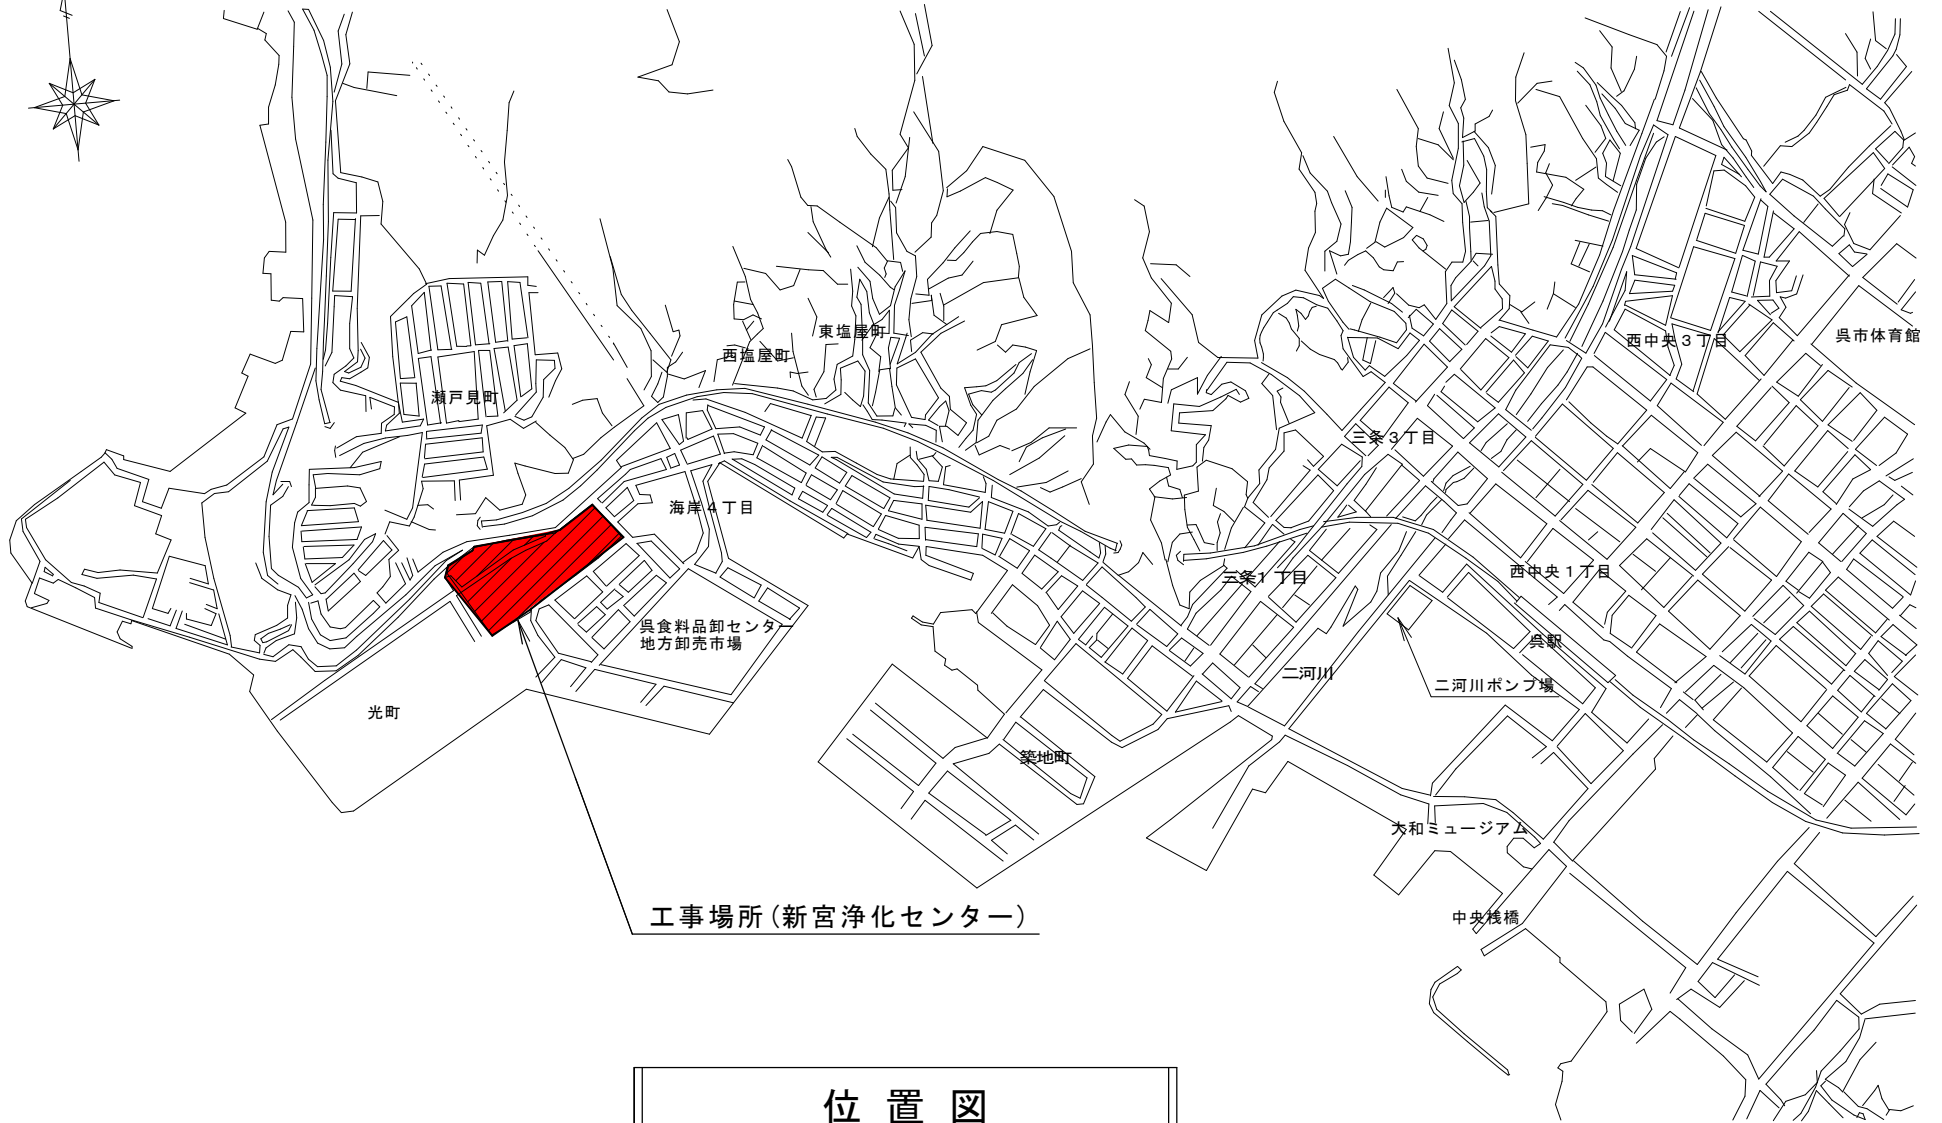 東塩屋町
西塩屋町
呉市体育館
西中央３丁目
瀬戸見町
三条３丁目
海岸４丁目
西中央１丁目
三条1丁目
呉食料品卸センター
地方卸売市場
呉駅
二河川
二河川ポンプ場
光町
築地町
大和ミュージアム
工事場所(新宮浄化センター)
中央桟橋
位置図